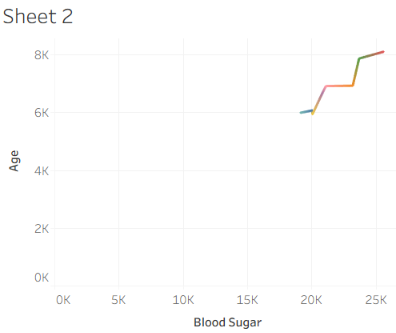 Sheet 2
8K
6K
4K
2K
0K
Age
0K 5K 10K 15K 20K 25K
Blood Sugar